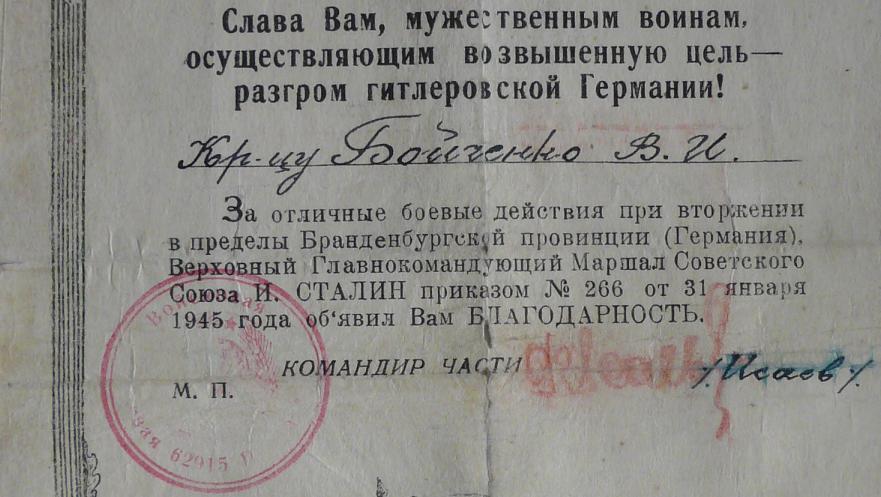 Слава Вам, мужественным воинам,
осуществляющим возвышенную цель—
разгром гитлеровской Германии!
Кр-цу Бойченко В. И.
За отличные боевые действия при вторжении
в пределы Бранденбургской провинции (Германия),
Верховный Главнокомандующий Маршал Советского
Союза И. СТАЛИН приказом № 266 от 31 января
1945 года об‘явил Вам БЛАГОДАРНОСТЬ.
КОМАНДИР ЧАСТИ /Исаев/.
М. П.
62915